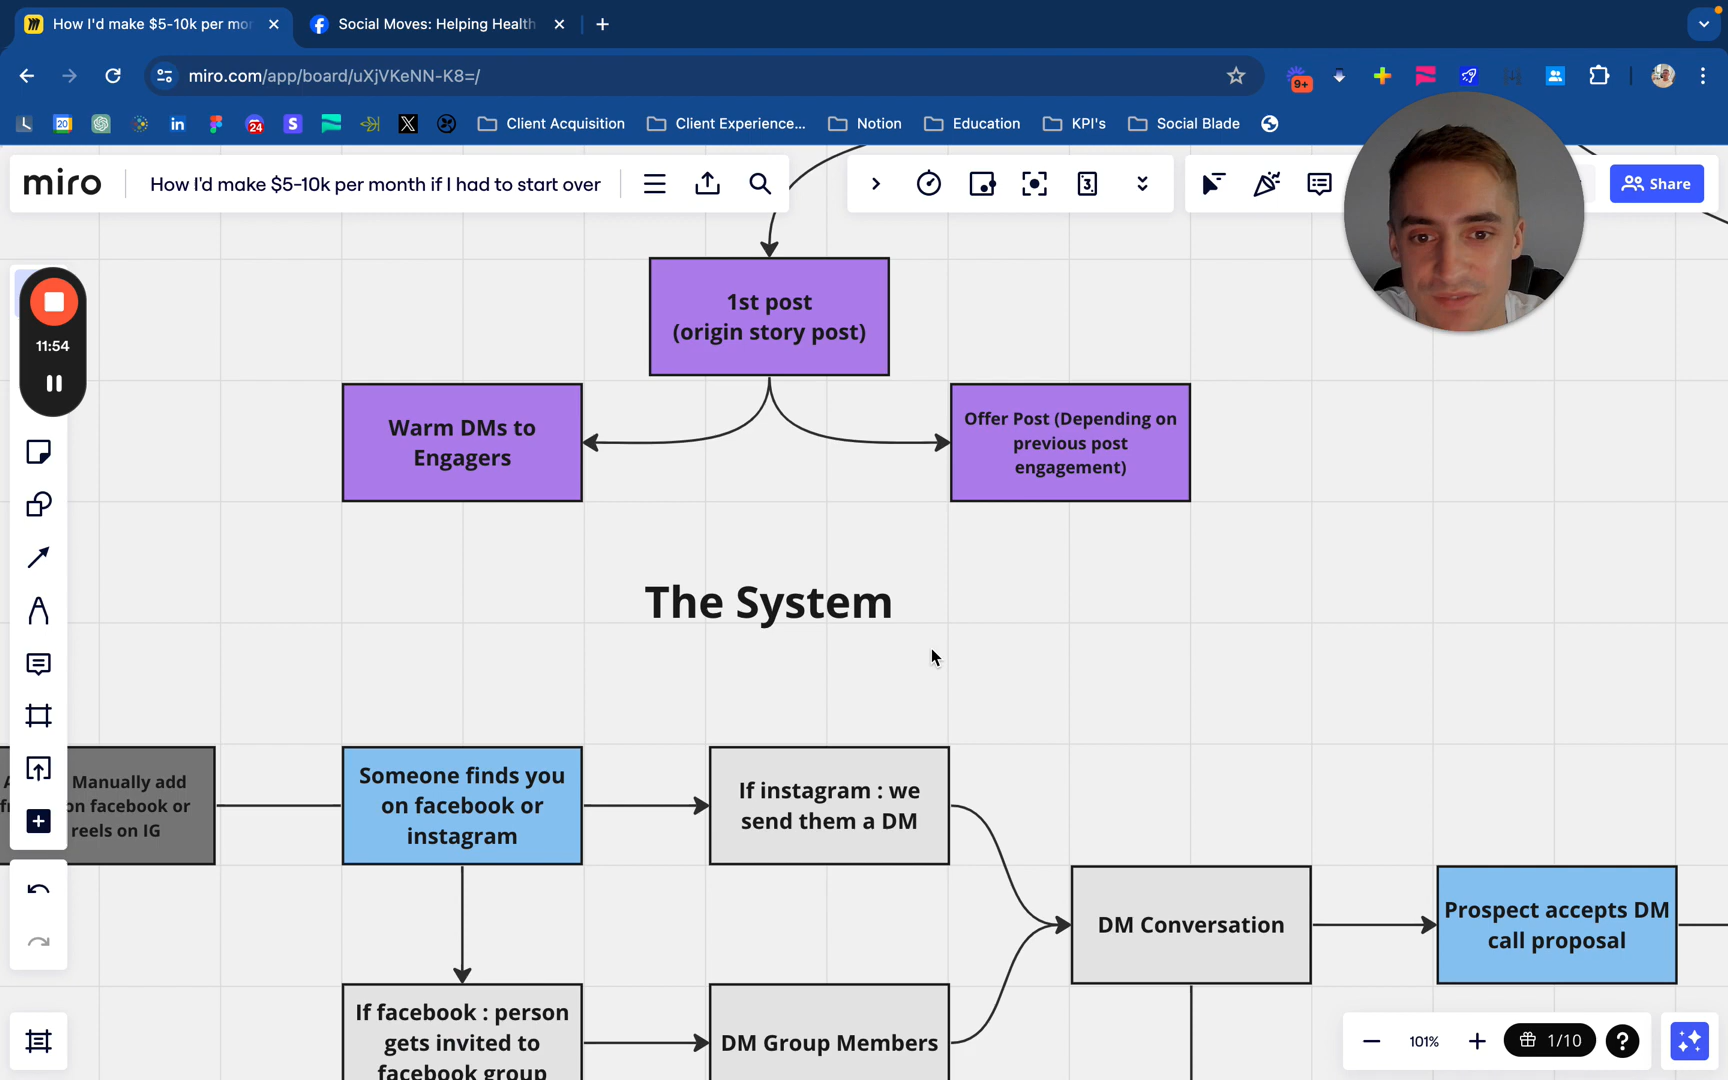 How I'd make $5-10k per mo
Social Moves: Helping Health
miro.com/app/board/uXjVKeNN-K8=/
9+
20
24
Client Acquisition
Client Experience...
Notion
Education
KPI's
Social Blade
miro
How I'd make $5-10k per month if I had to start over
3
Share
11:54
1st post
(origin story post)
Warm DMs to
Engagers
Offer Post (Depending on
previous post
engagement)
The System
Manually add
on facebook or
reels on IG
Someone finds you
on facebook or
instagram
If instagram : we
send them a DM
DM Conversation
Prospect accepts DM
call proposal
If facebook : person
gets invited to
facebook group
DM Group Members
101%
1/10
?